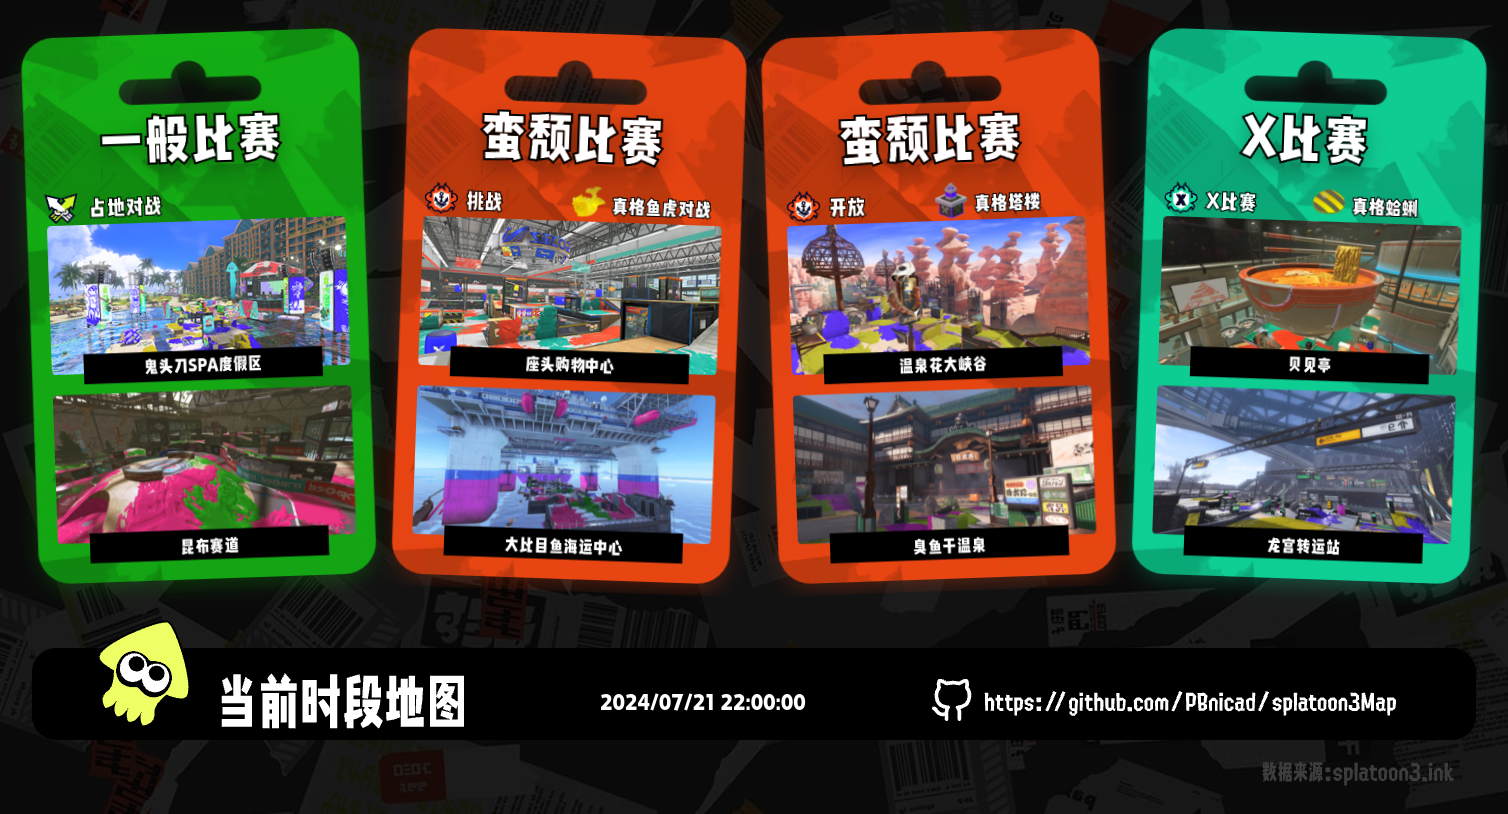 一般比赛
占地对战
鬼头刀SPA度假区
昆布赛道
蛮颓比赛
挑战
真格鱼虎对战
座头购物中心
大比目鱼海运中心
蛮颓比赛
开放
真格塔楼
温泉花大峡谷
臭鱼干温泉
X比赛
X比赛
真格蛤蜊
贝见亭
龙宫转运站
当前时段地图
2024/07/21 22:00:00
https://github.com/PBnicad/splatoon3Map
数据来源:splatoon3.ink